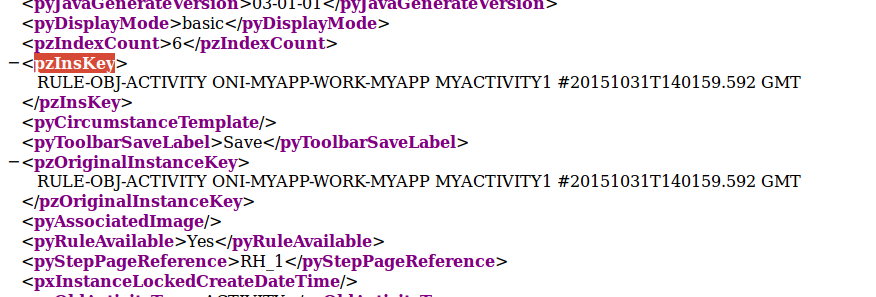 <pyJavaGenerateVersion>03-01-01</pyJavaGenerateVersion>
<pyDisplayMode>basic</pyDisplayMode>
<pzIndexCount>6</pzIndexCount>
−<pzInsKey>
RULE-OBJ-ACTIVITY ONI-MYAPP-WORK-MYAPP MYACTIVITY1 #20151031T140159.592 GMT
</pzInsKey>
<pyCircumstanceTemplate/>
<pyToolbarSaveLabel>Save</pyToolbarSaveLabel>
−<pzOriginalInstanceKey>
RULE-OBJ-ACTIVITY ONI-MYAPP-WORK-MYAPP MYACTIVITY1 #20151031T140159.592 GMT
</pzOriginalInstanceKey>
<pyAssociatedImage/>
<pyRuleAvailable>Yes</pyRuleAvailable>
<pyStepPageReference>RH_1</pyStepPageReference>
<pxInstanceLockedCreateDateTime/>